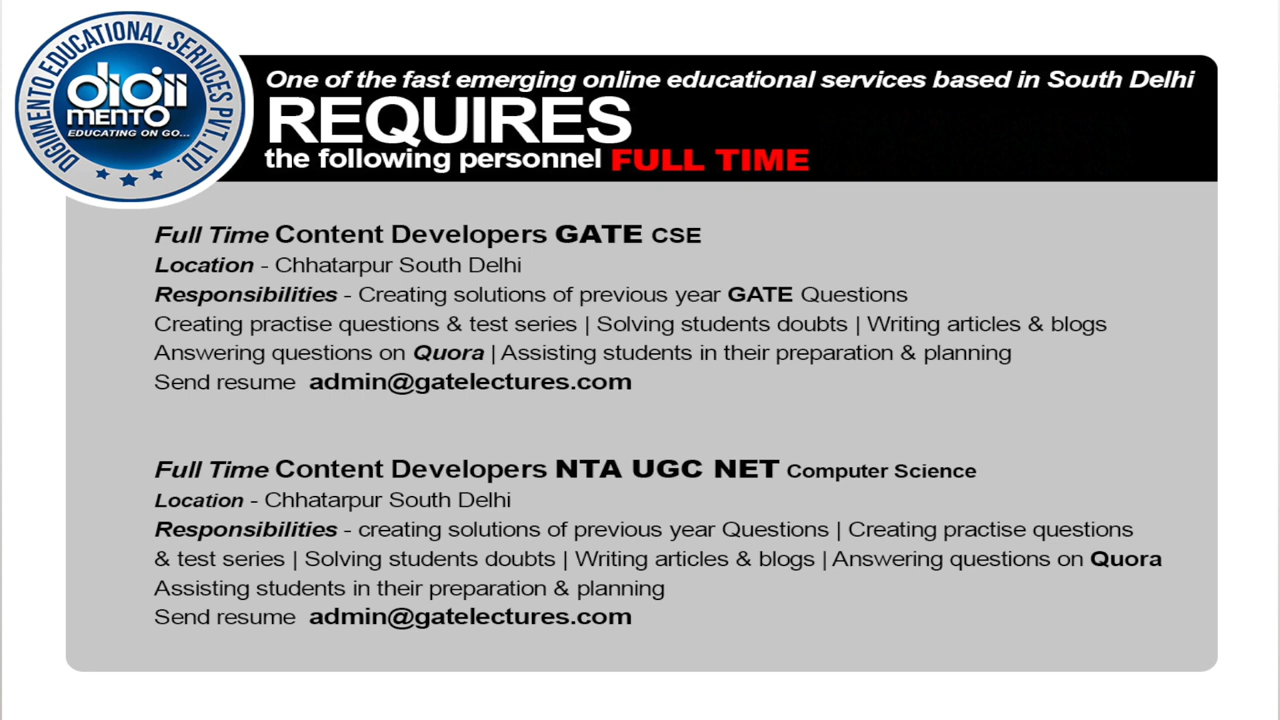 DIGIIMENTO EDUCATIONAL SERVICES PVT. LTD.
digii
MENTO
EDUCATING ON GO...
One of the fast emerging online educational services based in South Delhi
REQUIRES
the following personnel FULL TIME
Full Time Content Developers GATE CSE
Location - Chhatarpur South Delhi
Responsibilities - Creating solutions of previous year GATE Questions
Creating practise questions & test series | Solving students doubts | Writing articles & blogs
Answering questions on Quora | Assisting students in their preparation & planning
Send resume admin@gatelectures.com
Full Time Content Developers NTA UGC NET Computer Science
Location - Chhatarpur South Delhi
Responsibilities - creating solutions of previous year Questions | Creating practise questions
& test series | Solving students doubts | Writing articles & blogs | Answering questions on Quora
Assisting students in their preparation & planning
Send resume admin@gatelectures.com